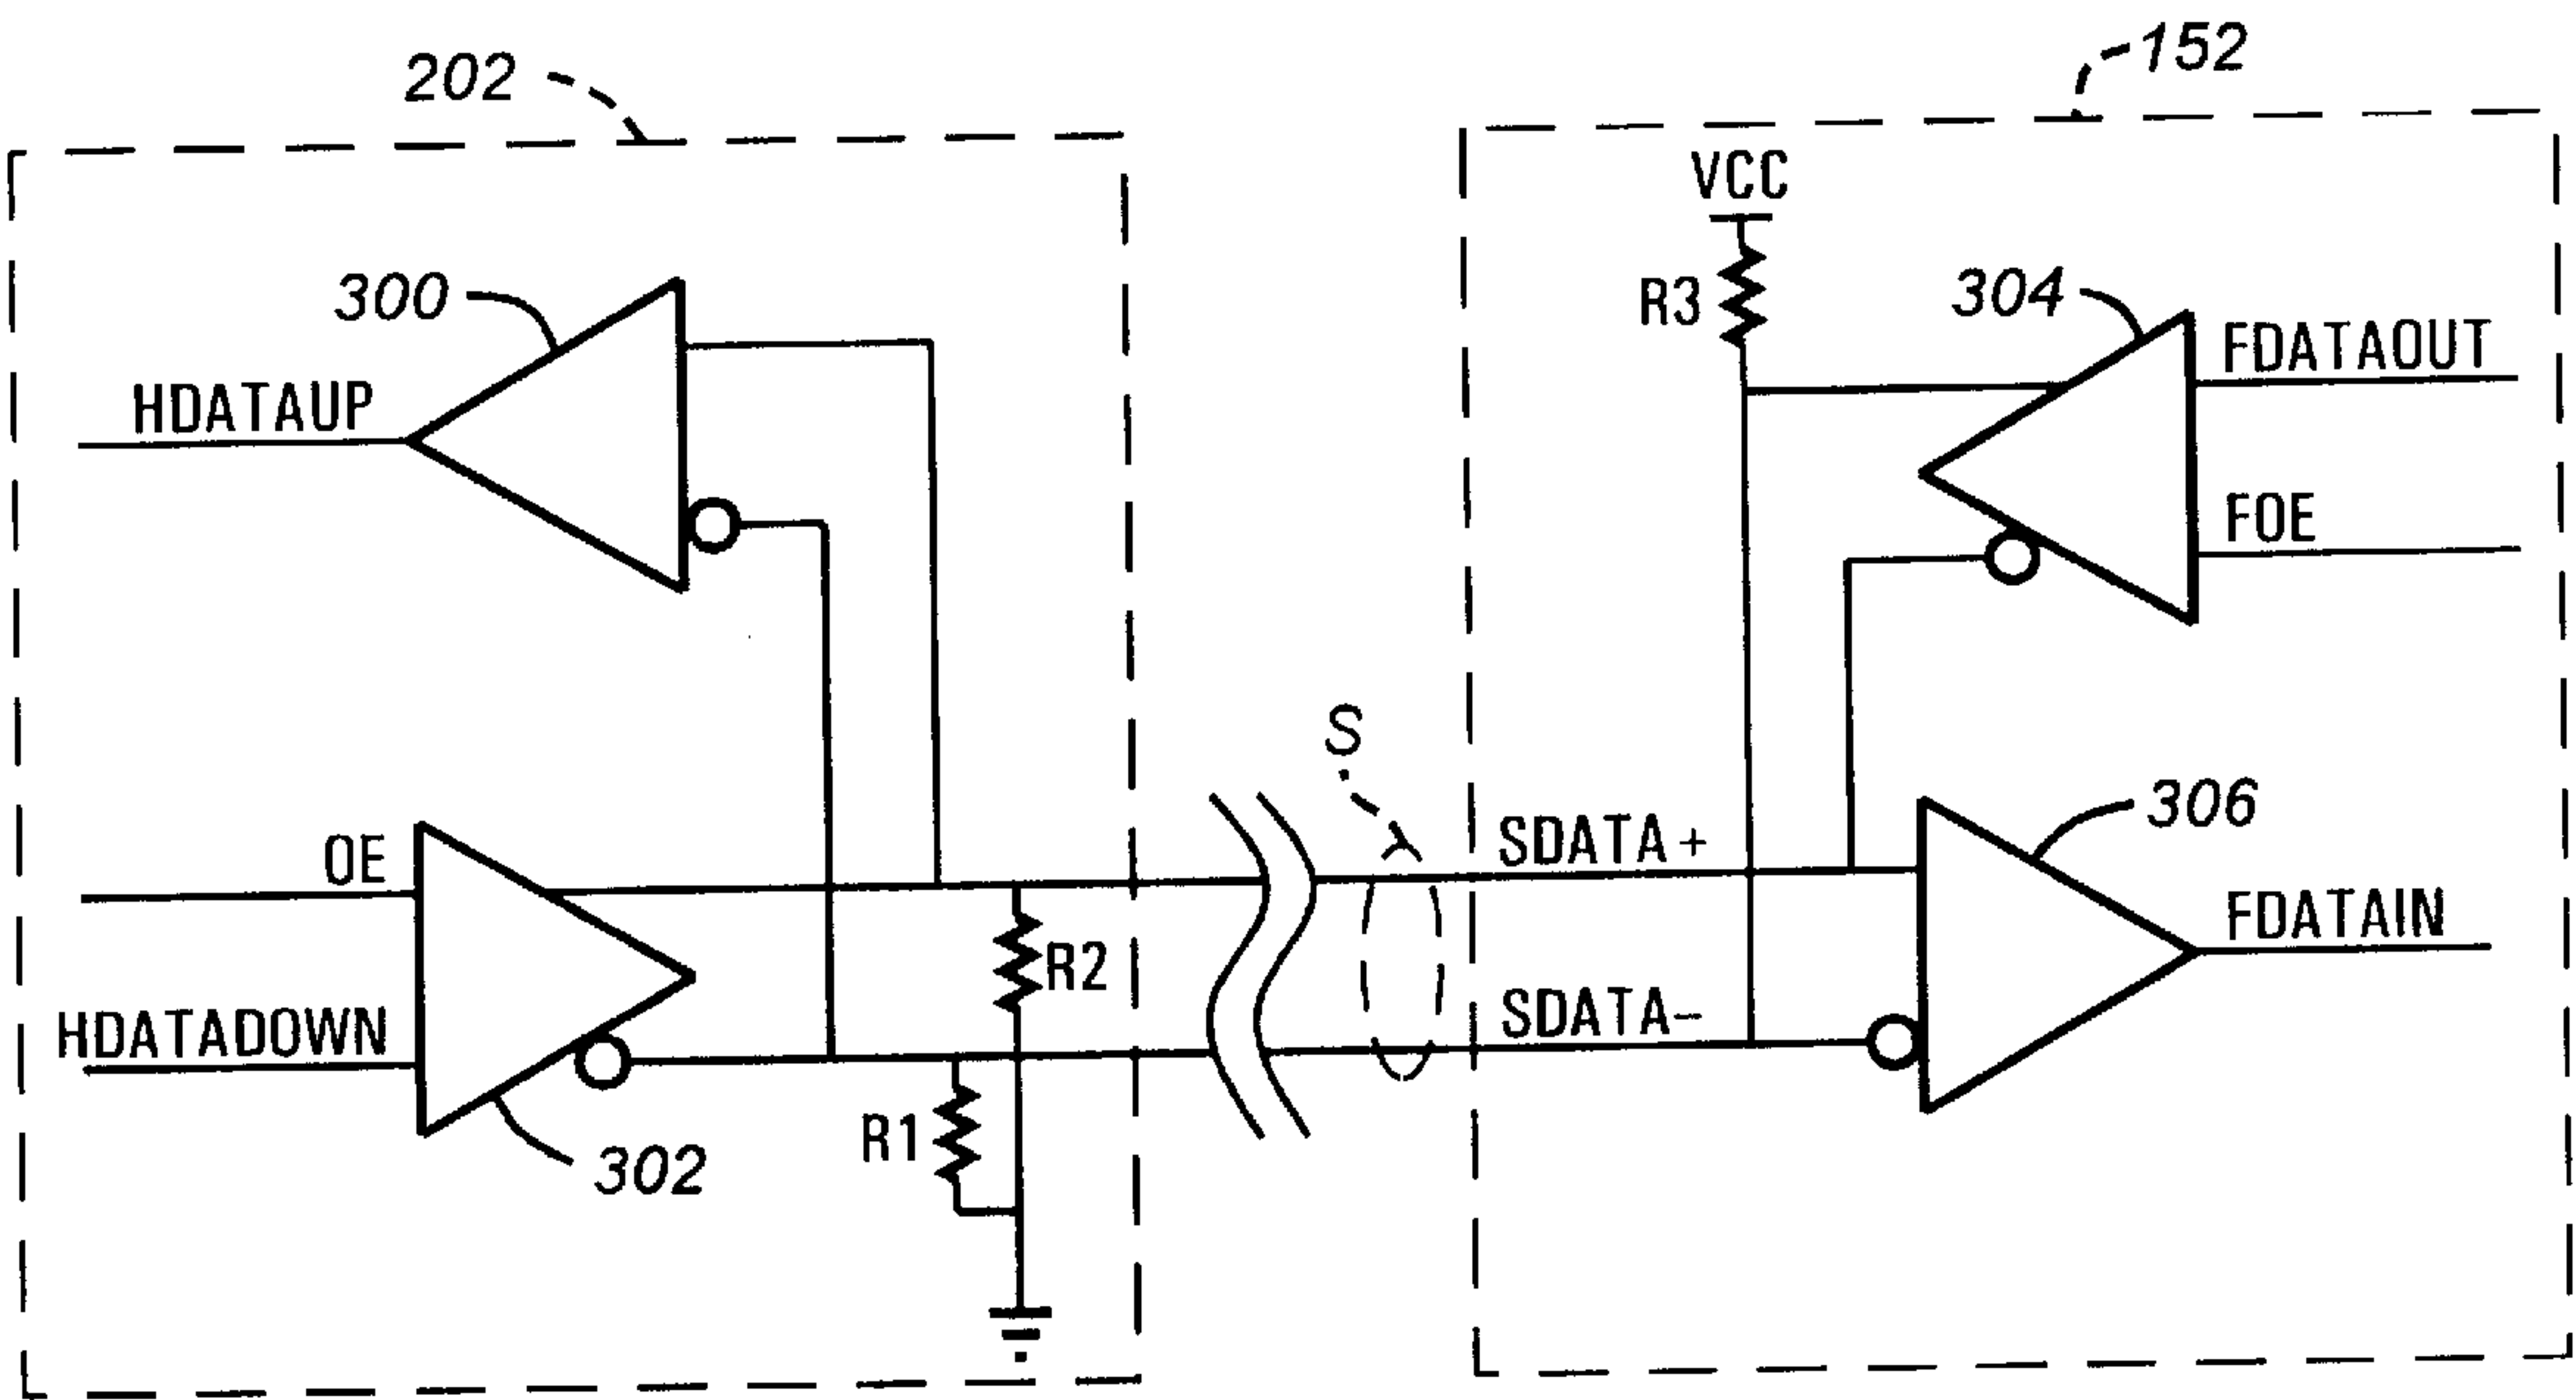 202
152
VCC
300
R3
304
FDATAOUT
HDATAUP
FOE
S
OE
SDATA+
306
R2
FDATAIN
HDATADOWN
SDATA-
R1
302